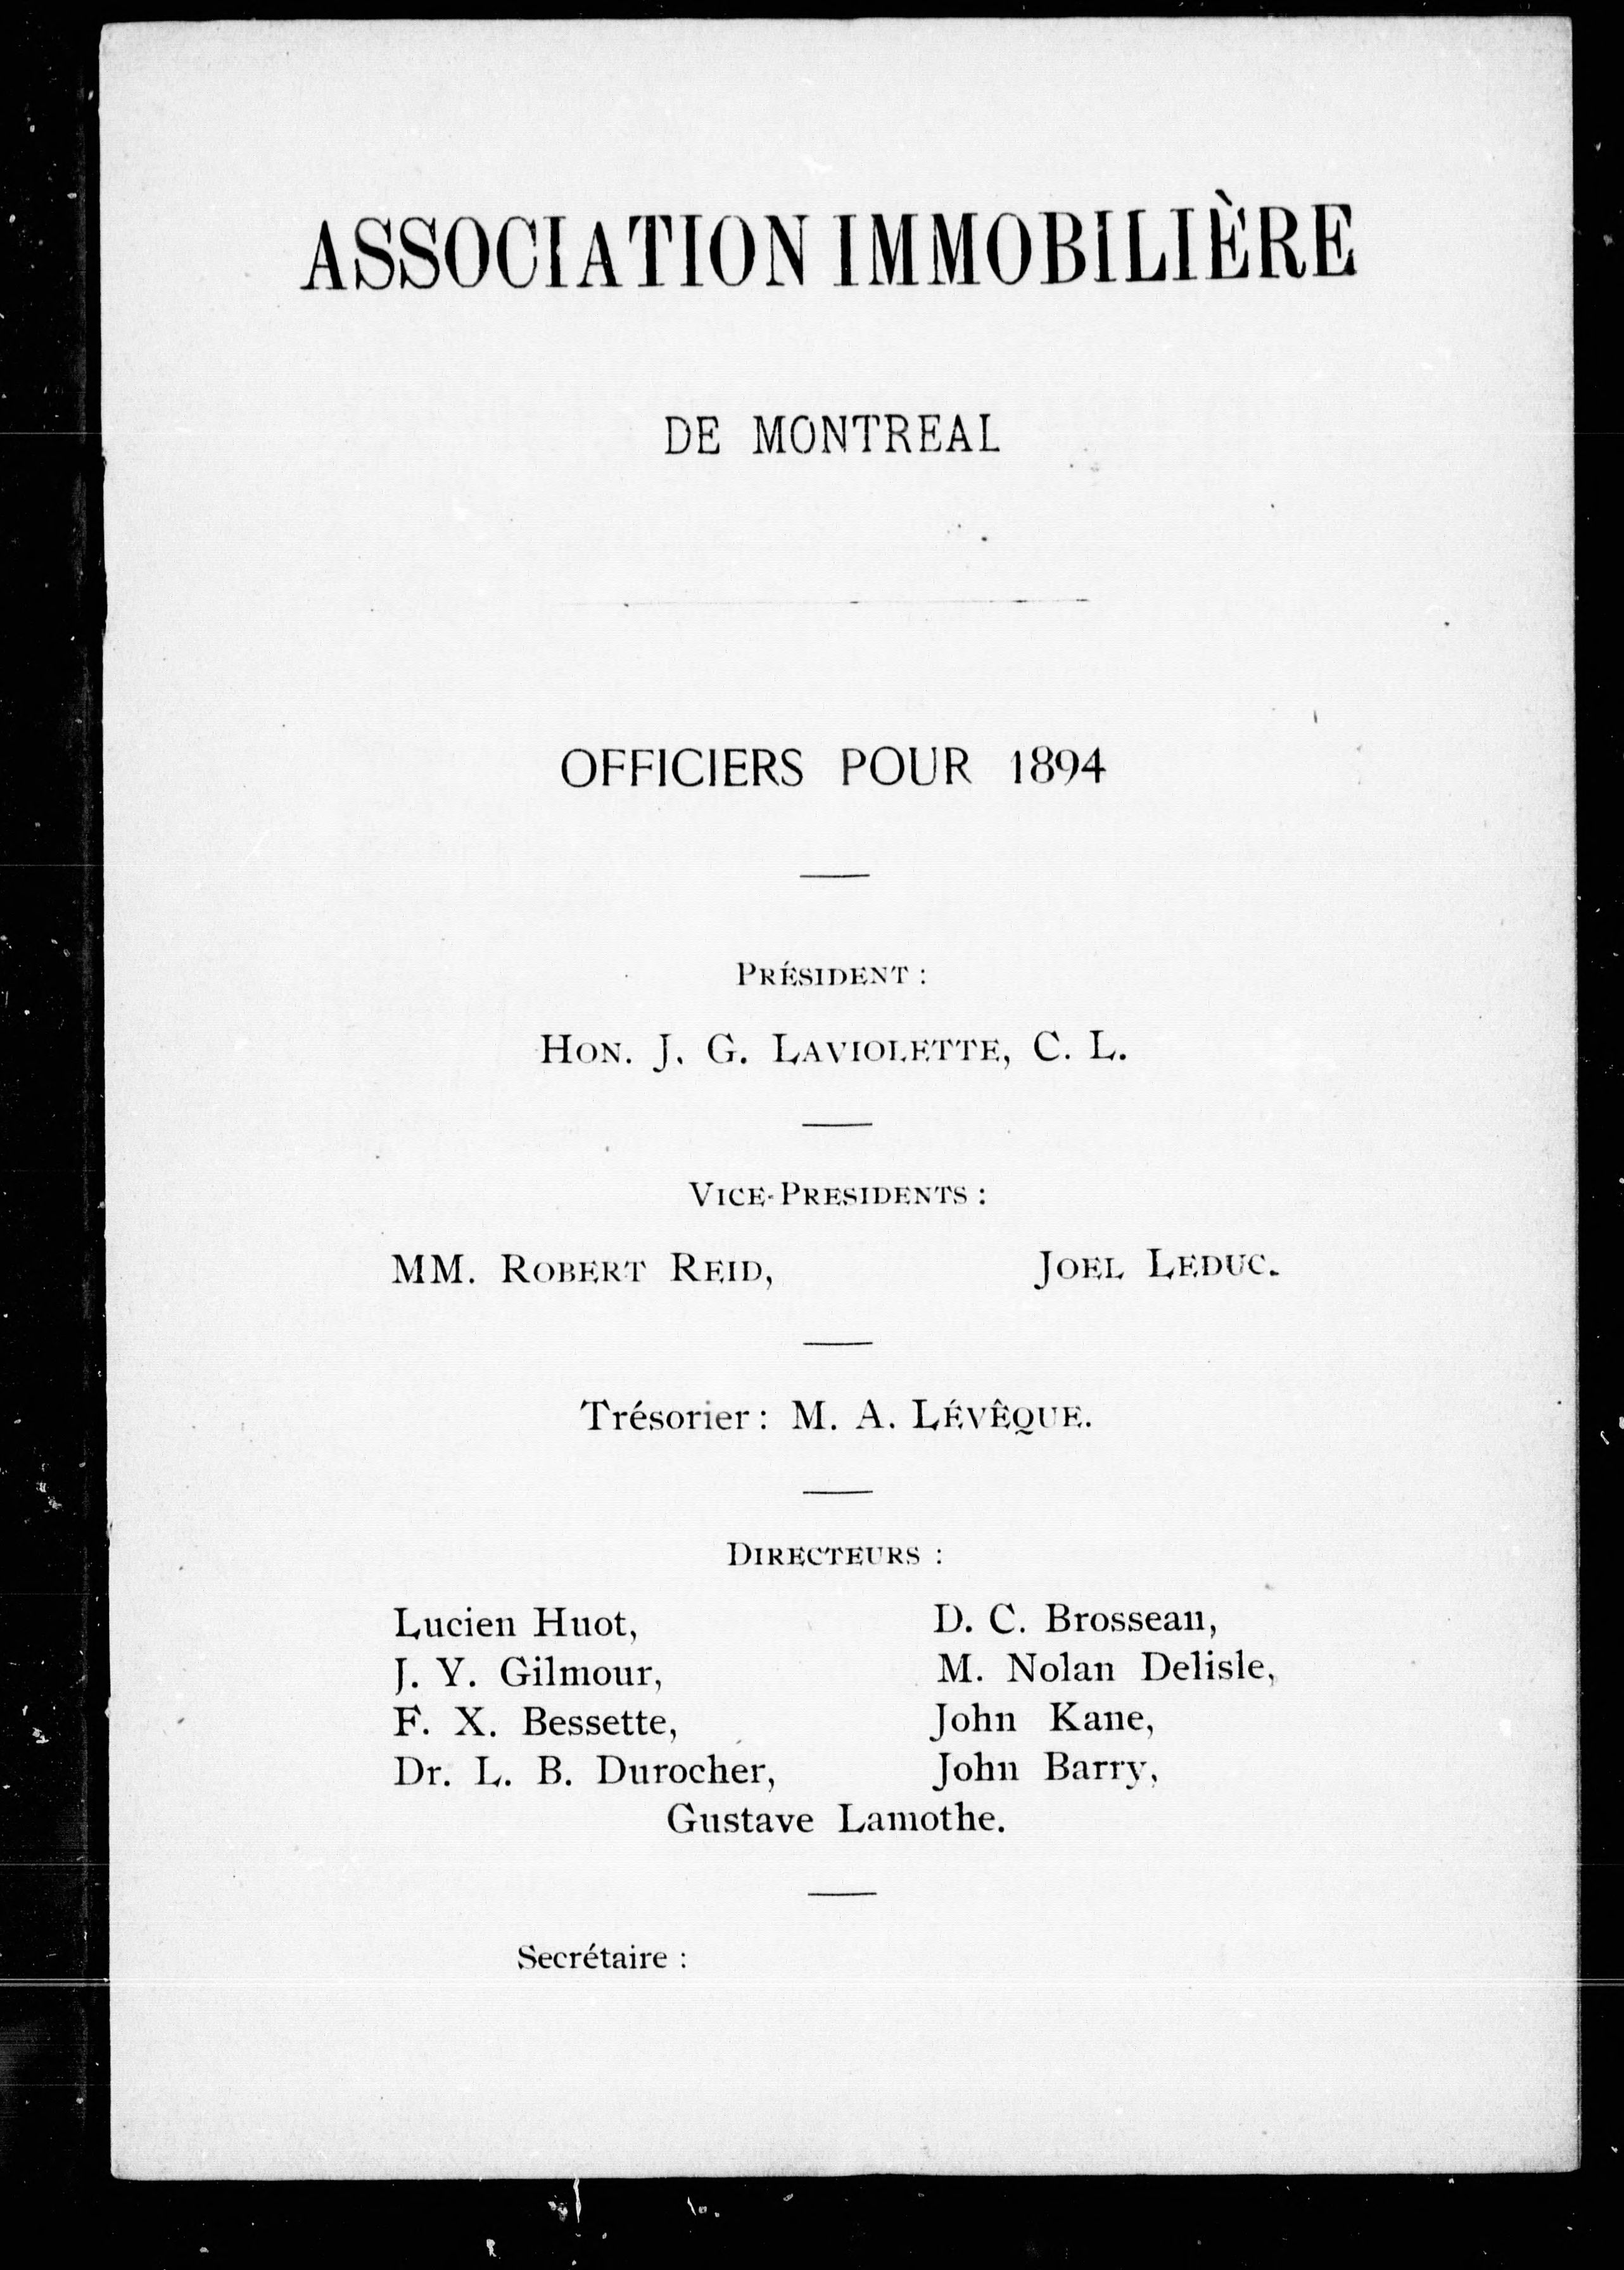 ASSOCIATION IMMOBILIÈRE
DE MONTREAL
OFFICIERS POUR 1894
PRÉSIDENT :
HON. J. G. LAVIOLETTE, C. L.
VICE-PRESIDENTS :
MM. ROBERT REID, JOEL LEDUC.
Trésorier : M. A. LÉVÊQUE.
DIRECTEURS :
Lucien Huot, D. C. Brosseau,
J. Y. Gilmour, M. Nolan Delisle,
F. X. Bessette, John Kane,
Dr. L. B. Durocher, John Barry,
Gustave Lamothe.
Secrétaire :